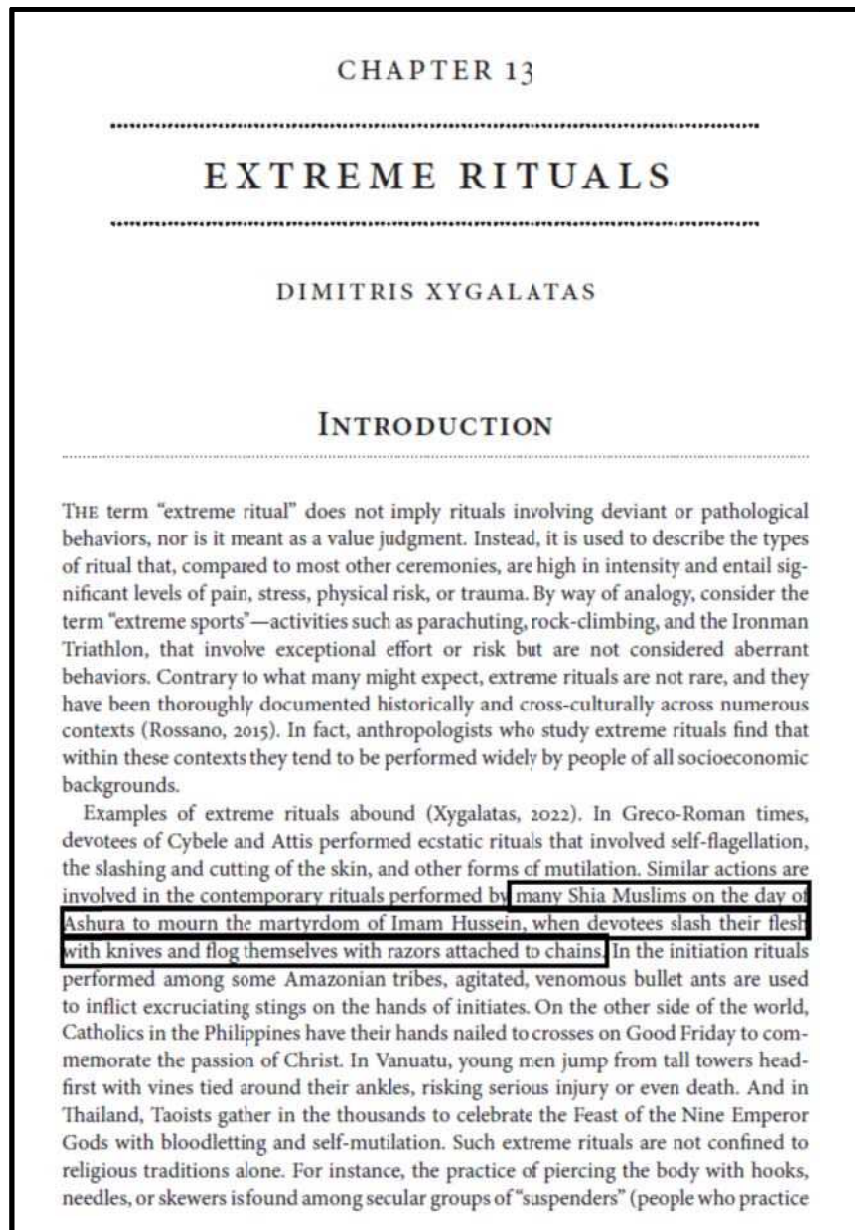 CHAPTER 13
EXTREME RITUALS
DIMITRIS XYGALATAS
INTRODUCTION
THE term “extreme ritual” does not imply rituals involving deviant or pathological
behaviors, nor is it meant as a value judgment. Instead, it is used to describe the types
of ritual that, compared to most other ceremonies, are high in intensity and entail sig-
nificant levels of pain, stress, physical risk, or trauma. By way of analogy, consider the
term “extreme sports”—activities such as parachuting, rock-climbing, and the Ironman
Triathlon, that involve exceptional effort or risk but are not considered aberrant
behaviors. Contrary to what many might expect, extreme rituals are not rare, and they
have been thoroughly documented historically and cross-culturally across numerous
contexts (Rossano, 2015). In fact, anthropologists who study extreme rituals find that
within these contexts they tend to be performed widely by people of all socioeconomic
backgrounds.
Examples of extreme rituals abound (Xygalatas, 2022). In Greco-Roman times,
devotees of Cybele and Attis performed ecstatic rituals that involved self-flagellation,
the slashing and cutting of the skin, and other forms of mutilation. Similar actions are
involved in the contemporary rituals performed by many Shia Muslims on the day of
Ashura to mourn the martyrdom of Imam Hussein, when devotees slash their flesh
with knives and flog themselves with razors attached to chains. In the initiation rituals
performed among some Amazonian tribes, agitated, venomous bullet ants are used
to inflict excruciating stings on the hands of initiates. On the other side of the world,
Catholics in the Philippines have their hands nailed to crosses on Good Friday to com-
memorate the passion of Christ. In Vanuatu, young men jump from tall towers head-
first with vines tied around their ankles, risking serious injury or even death. And in
Thailand, Taoists gather in the thousands to celebrate the Feast of the Nine Emperor
Gods with bloodletting and self-mutilation. Such extreme rituals are not confined to
religious traditions alone. For instance, the practice of piercing the body with hooks,
needles, or skewers is found among secular groups of “suspenders” (people who practice